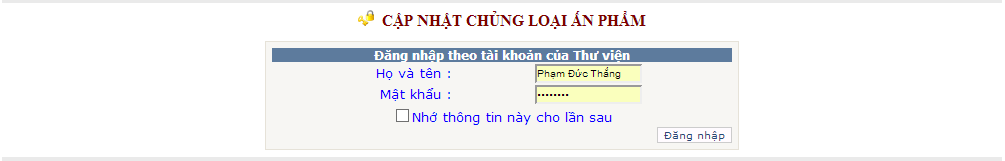 CẬP NHẬT CHỦNG LOẠI ẤN PHẨM
Đăng nhập theo tài khoản của Thư viện
Họ và tên : Phạm Đức Thắng
Mật khẩu : ••••••••
Nhớ thông tin này cho lần sau
Đăng nhập